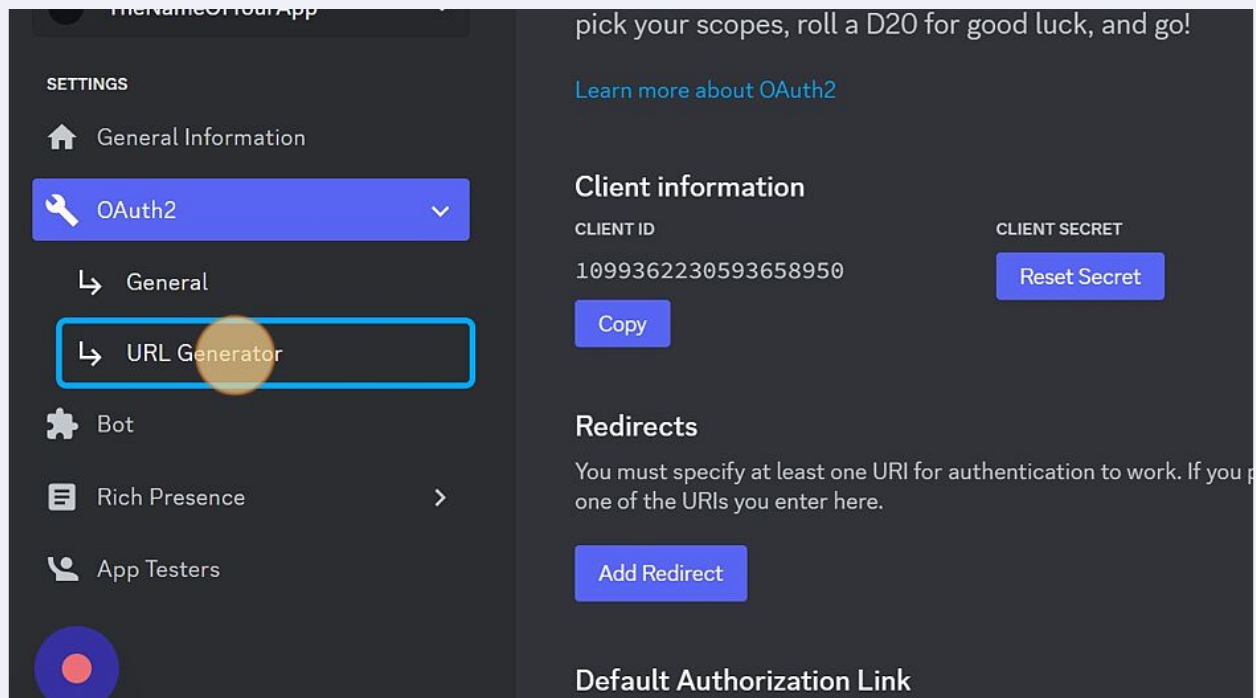 TheNameOfYourApp
SETTINGS
General Information
OAuth2
General
URL Generator
Bot
Rich Presence
App Testers
pick your scopes, roll a D20 for good luck, and go!
Learn more about OAuth2
Client information
CLIENT ID
1099362230593658950
Copy
CLIENT SECRET
Reset Secret
Redirects
You must specify at least one URI for authentication to work. If you
one of the URIs you enter here.
Add Redirect
Default Authorization Link